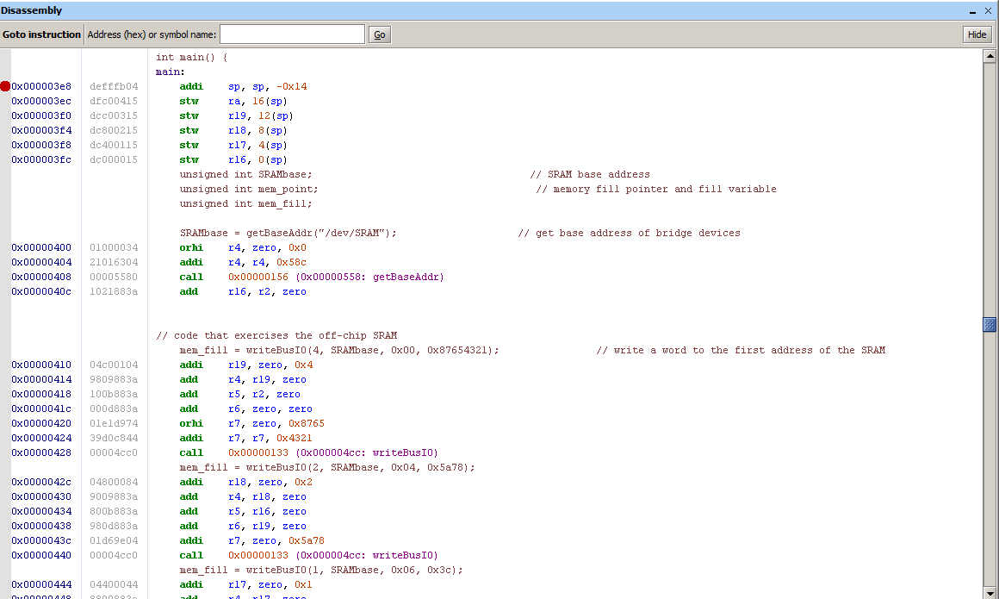 Disassembly
Goto instruction Address (hex) or symbol name: Go Hide
int main() {
main:
0x000003e8 defffb04 addi sp, sp, -0x14
0x000003ec dfc00415 stw ra, 16(sp)
0x000003f0 dcc00315 stw r19, 12(sp)
0x000003f4 dc800215 stw r18, 8(sp)
0x000003f8 dc400115 stw r17, 4(sp)
0x000003fc dc000015 stw r16, 0(sp)
unsigned int SRAMbase; // SRAM base address
unsigned int mem_point; // memory fill pointer and fill variable
unsigned int mem_fill;
SRAMbase = getBaseAddr("/dev/SRAM"); // get base address of bridge devices
0x00000400 01000034 orhi r4, zero, 0x0
0x00000404 21016304 addi r4, r4, 0x58c
0x00000408 00005580 call 0x00000156 (0x00000558: getBaseAddr)
0x0000040c 1021883a add r16, r2, zero
// code that exercises the off-chip SRAM
mem_fill = writeBusIO(4, SRAMbase, 0x00, 0x87654321); // write a word to the first address of the SRAM
0x00000410 04c00104 addi r19, zero, 0x4
0x00000414 9809883a add r4, r19, zero
0x00000418 100b883a add r5, r2, zero
0x0000041c 000d883a add r6, zero, zero
0x00000420 01e1d974 orhi r7, zero, 0x8765
0x00000424 39d0c844 addi r7, r7, 0x4321
0x00000428 00004cc0 call 0x00000133 (0x000004cc: writeBusIO)
mem_fill = writeBusIO(2, SRAMbase, 0x04, 0x5a78);
0x0000042c 04800084 addi r18, zero, 0x2
0x00000430 9009883a add r4, r18, zero
0x00000434 800b883a add r5, r16, zero
0x00000438 980d883a add r6, r19, zero
0x0000043c 01d69e04 addi r7, zero, 0x5a78
0x00000440 00004cc0 call 0x00000133 (0x000004cc: writeBusIO)
mem_fill = writeBusIO(1, SRAMbase, 0x06, 0x3c);
0x00000444 04400044 addi r17, zero, 0x1
0x00000448 8809883a add r4, r17, zero